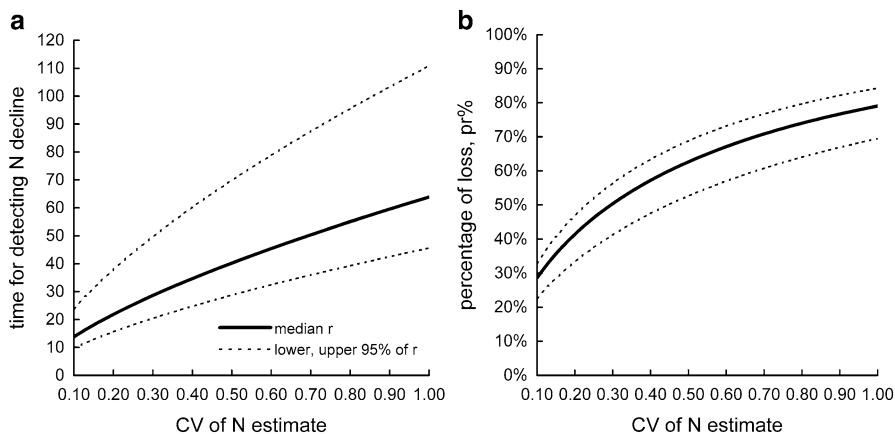 a
time for detecting N decline
120
110
100
90
80
70
60
50
40
30
20
10
0
median r
lower, upper 95% of r
0.10 0.20 0.30 0.40 0.50 0.60 0.70 0.80 0.90 1.00
CV of N estimate
b
percentage of loss, pr%
100%
90%
80%
70%
60%
50%
40%
30%
20%
10%
0%
0.10 0.20 0.30 0.40 0.50 0.60 0.70 0.80 0.90 1.00
CV of N estimate